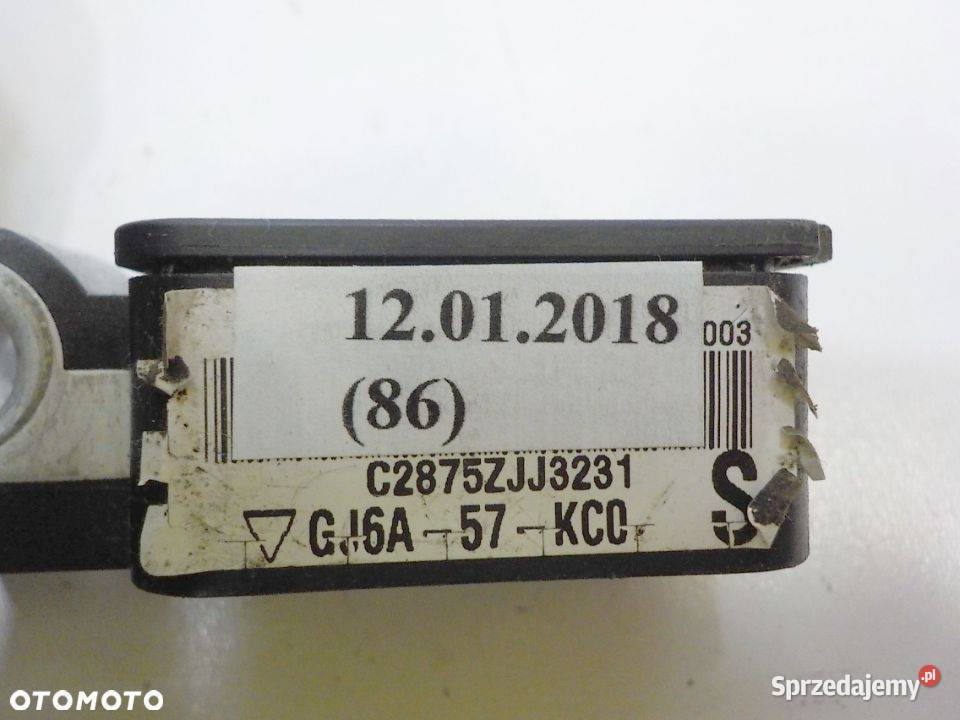 12.01.2018
003
(86)
C2875ZJJ3231
GJ6A-57-KC0
S
OTOMOTO
Sprzedajemy.pl